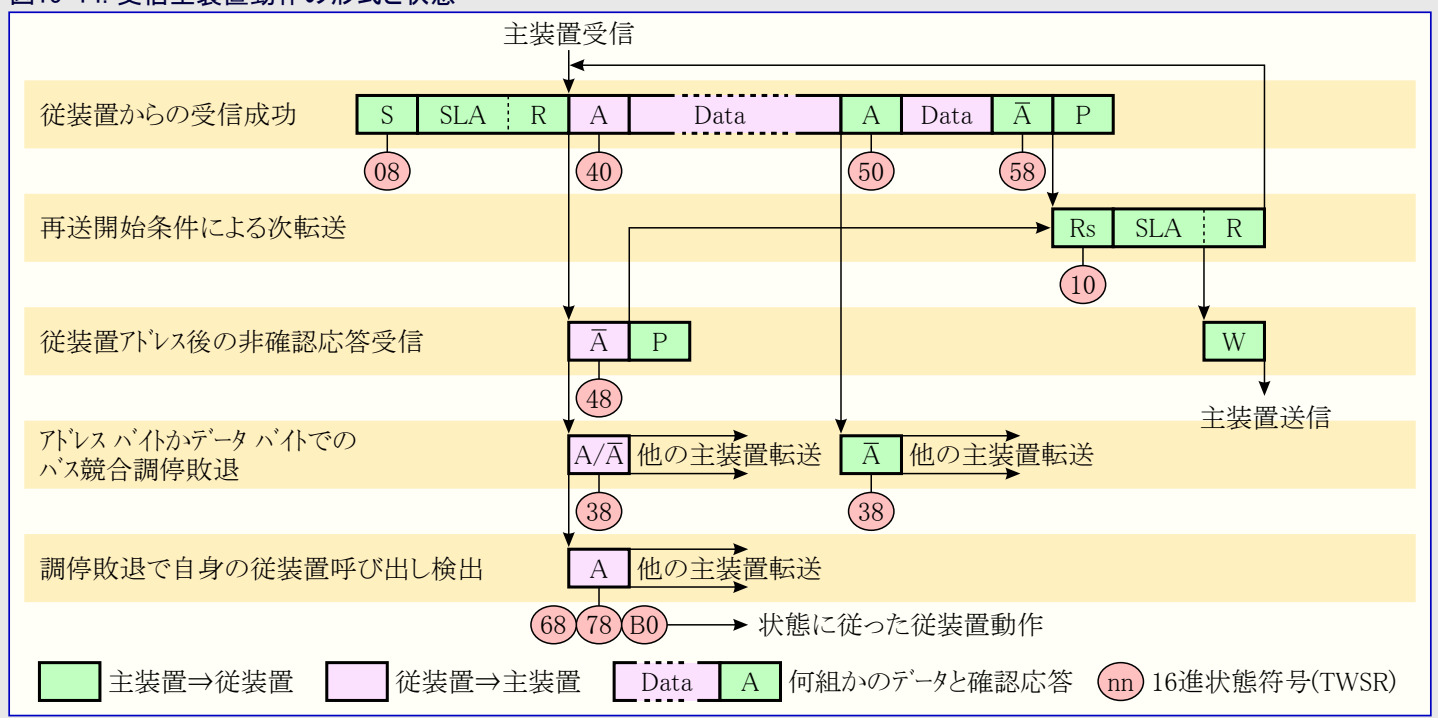 主装置受信
従装置からの受信成功
S SLA R A Data A Data A̅ P
08 40 50 58
再送開始条件による次転送
Rs SLA R
10
従装置アドレス後の非確認応答受信
A̅ P W
48
主装置送信
アドレス バイトかデータ バイトでの
バス競合調停敗退
A/A̅ 他の主装置転送 A̅ 他の主装置転送
38 38
調停敗退で自身の従装置呼び出し検出
A 他の主装置転送
68 78 B0 状態に従った従装置動作
主装置⇒従装置 従装置⇒主装置 Data A 何組かのデータと確認応答 nn 16進状態符号(TWSR)